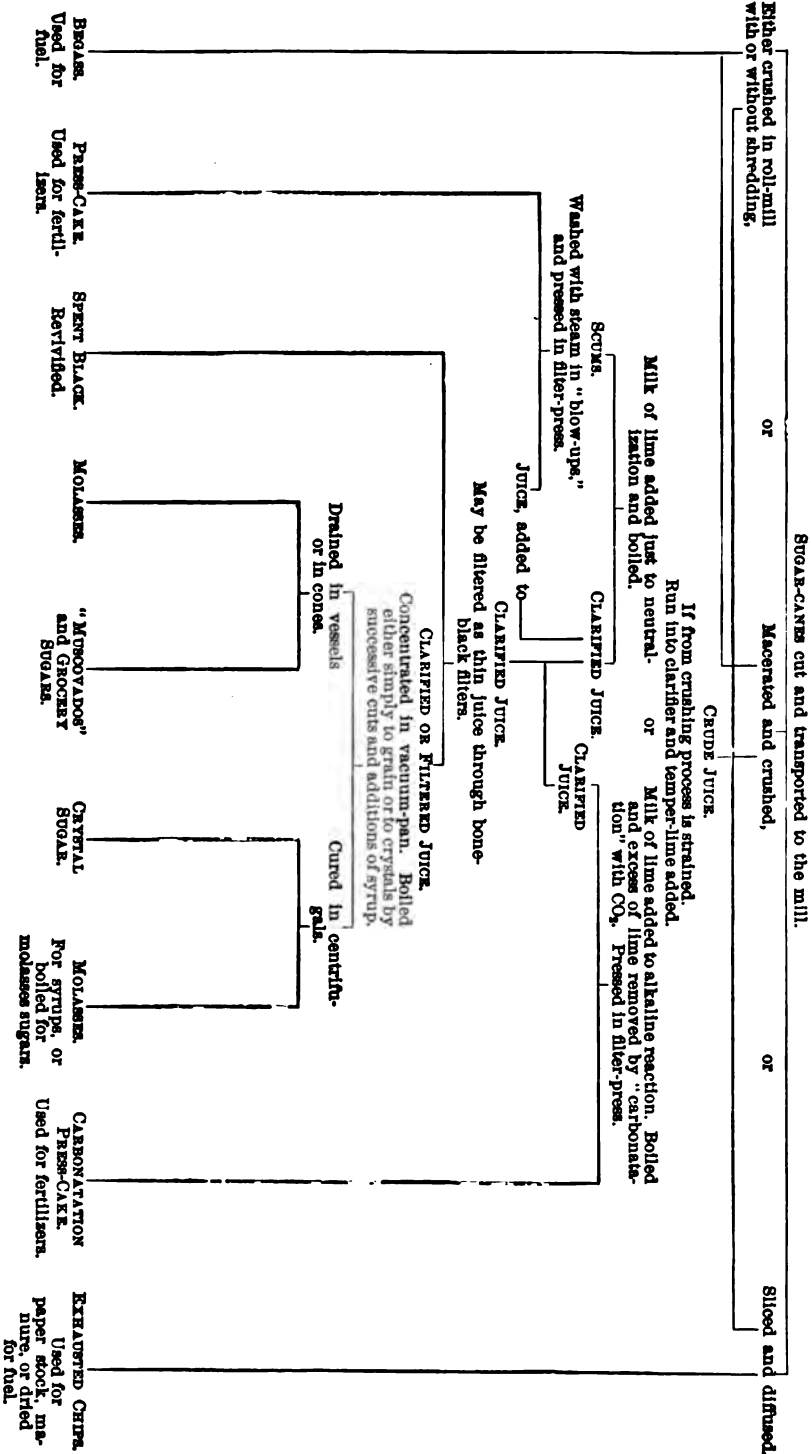 SUGAR-CANES cut and transported to the mill.
Either crushed in roll-mill
with or without shredding,
or
Macerated and crushed,
or
Sliced and diffused.
CRUDE JUICE.
If from crushing process is strained.
Run into clarifier and temper-lime added.
Milk of lime added just to neutral-
ization and boiled.
or
Milk of lime added to alkaline reaction. Boiled
and excess of lime removed by "carbonata-
tion" with CO₂. Pressed in filter-press.
SCUMS.
Washed with steam in "blow-ups,"
and pressed in filter-press.
CLARIFIED JUICE.
CLARIFIED
JUICE.
JUICE, added to
CLARIFIED JUICE.
May be filtered as thin juice through bone-
black filters.
CLARIFIED OR FILTERED JUICE.
Concentrated in vacuum-pan. Boiled
either simply to grain or to crystals by
successive cuts and additions of syrup.
Drained in vessels
or in cones.
Cured in centrifu-
gals.
BEGASS.
Used for
fuel.
PRESS-CAKE.
Used for fertil-
izers.
SPENT BLACK.
Revivified.
MOLASSES.
"MUSCOVADOS"
and GROCERY
SUGARS.
CRYSTAL
SUGAR.
MOLASSES.
For syrups, or
boiled for
molasses sugars.
CARBONATATION
PRESS-CAKE.
Used for fertilizers.
EXHAUSTED CHIPS.
Used for
paper stock, ma-
nure, or dried
for fuel.